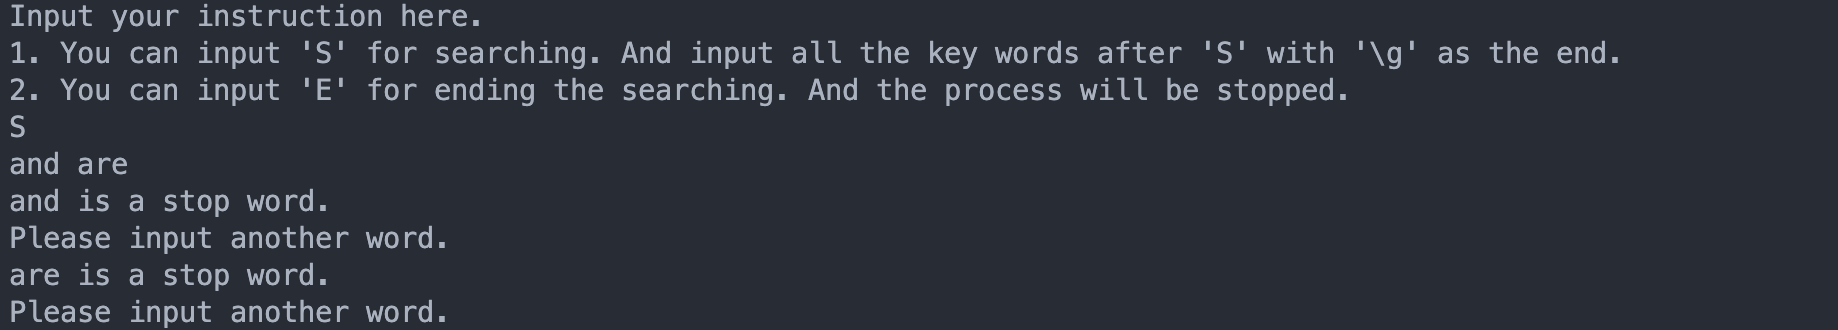 Input your instruction here.
1. You can input 'S' for searching. And input all the key words after 'S' with '\g' as the end.
2. You can input 'E' for ending the searching. And the process will be stopped.
S
and are
and is a stop word.
Please input another word.
are is a stop word.
Please input another word.